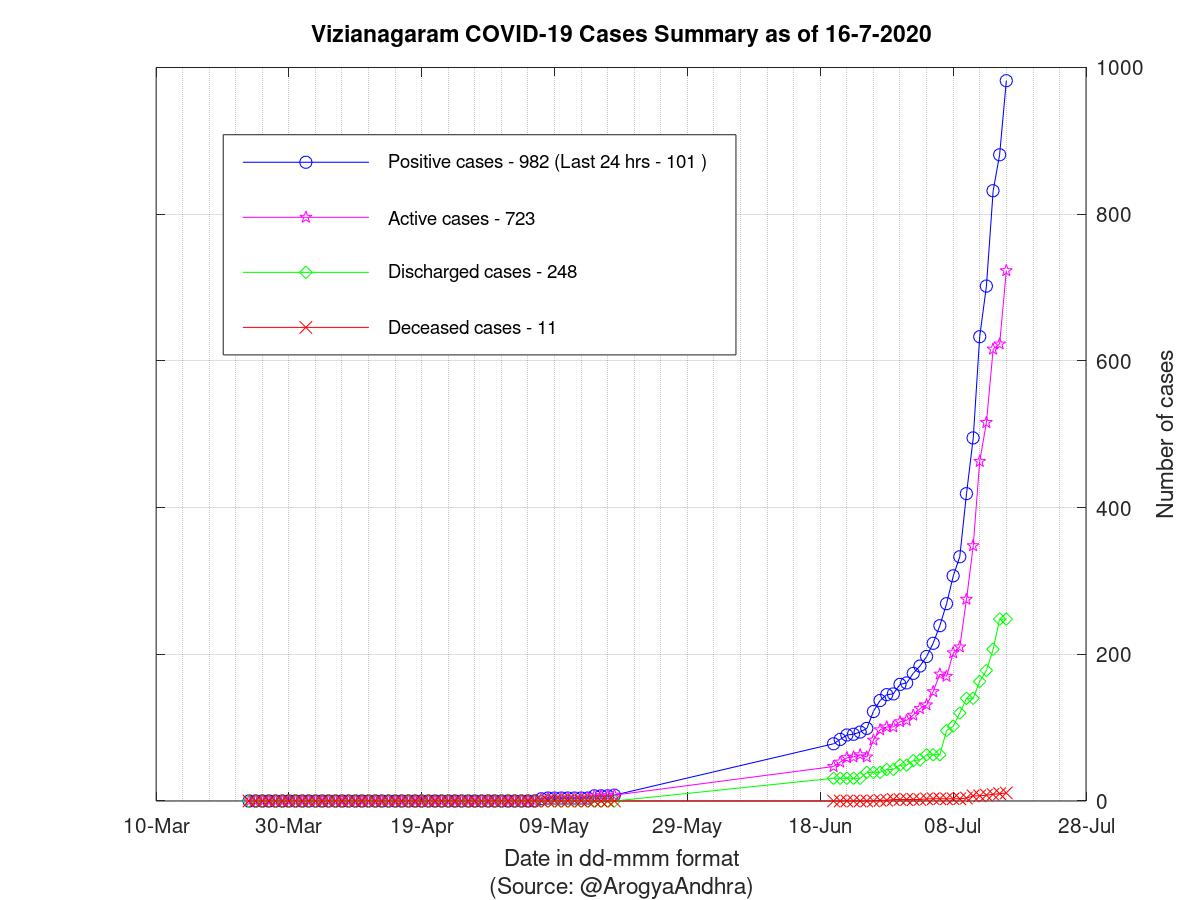 Vizianagaram COVID-19 Cases Summary as of 16-7-2020
1000
Positive cases - 982 (Last 24 hrs - 101 )
Active cases - 723
800
Discharged cases - 248
Deceased cases - 11
600
400
200
0
Number of cases
10-Mar 30-Mar 19-Apr 09-May 29-May 18-Jun 08-Jul 28-Jul
Date in dd-mmm format
(Source: @ArogyaAndhra)